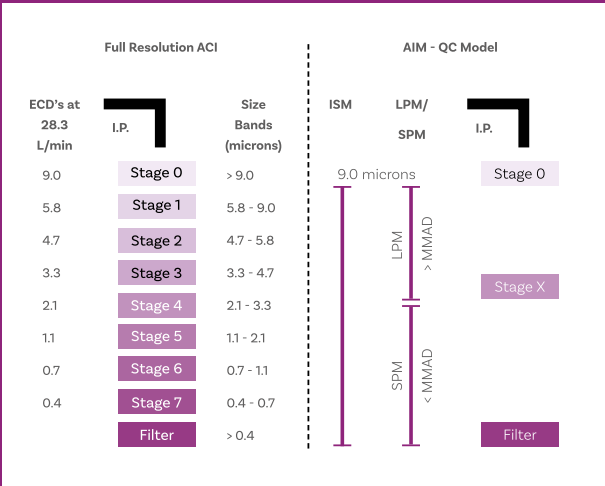 Full Resolution ACI
AIM - QC Model
ECD's at
28.3
L/min
I.P.
Size
Bands
(microns)
ISM
LPM/
SPM
I.P.
9.0
Stage 0
> 9.0
9.0 microns
Stage 0
5.8
Stage 1
5.8 - 9.0
4.7
Stage 2
4.7 - 5.8
3.3
Stage 3
3.3 - 4.7
2.1
Stage 4
2.1 - 3.3
1.1
Stage 5
1.1 - 2.1
0.7
Stage 6
0.7 - 1.1
0.4
Stage 7
0.4 - 0.7
Filter
> 0.4
LPM
> MMAD
Stage X
SPM
< MMAD
Filter